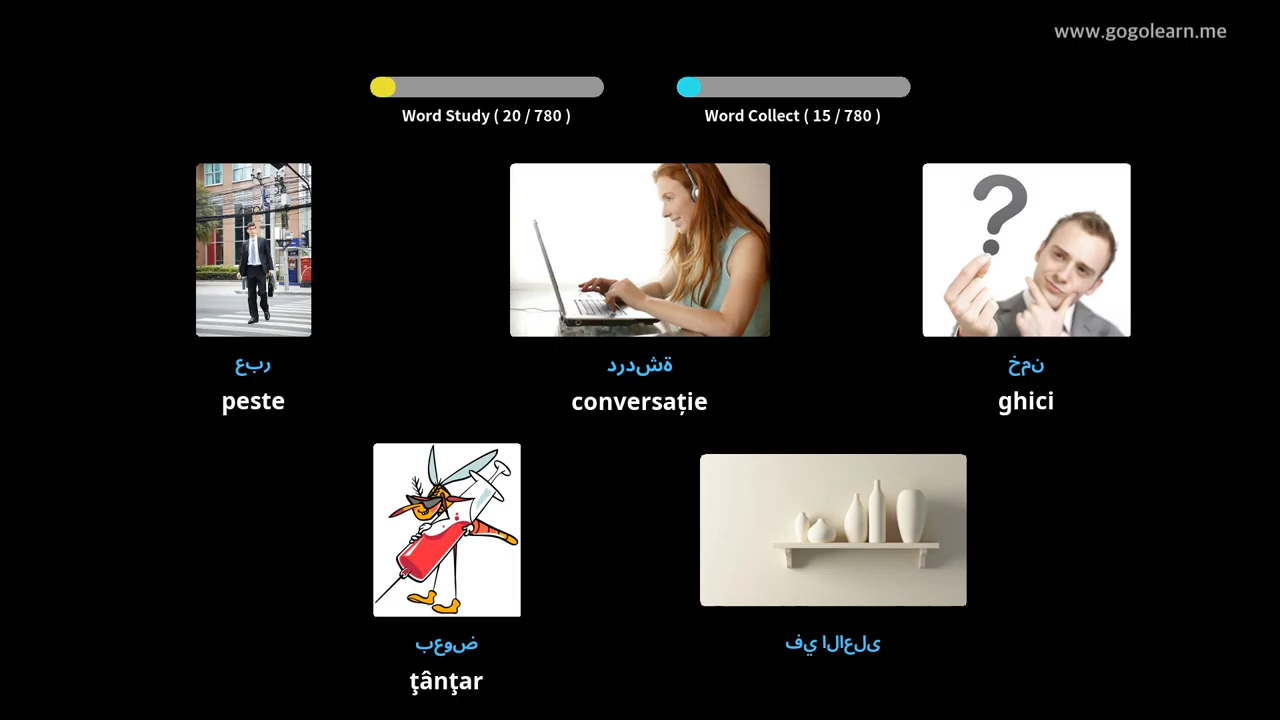 www.gogolearn.me
Word Study ( 20 / 780 )
Word Collect ( 15 / 780 )
عبر
peste
دردشة
conversație
خمن
ghici
بعوض
ţânţar
في الاعلى